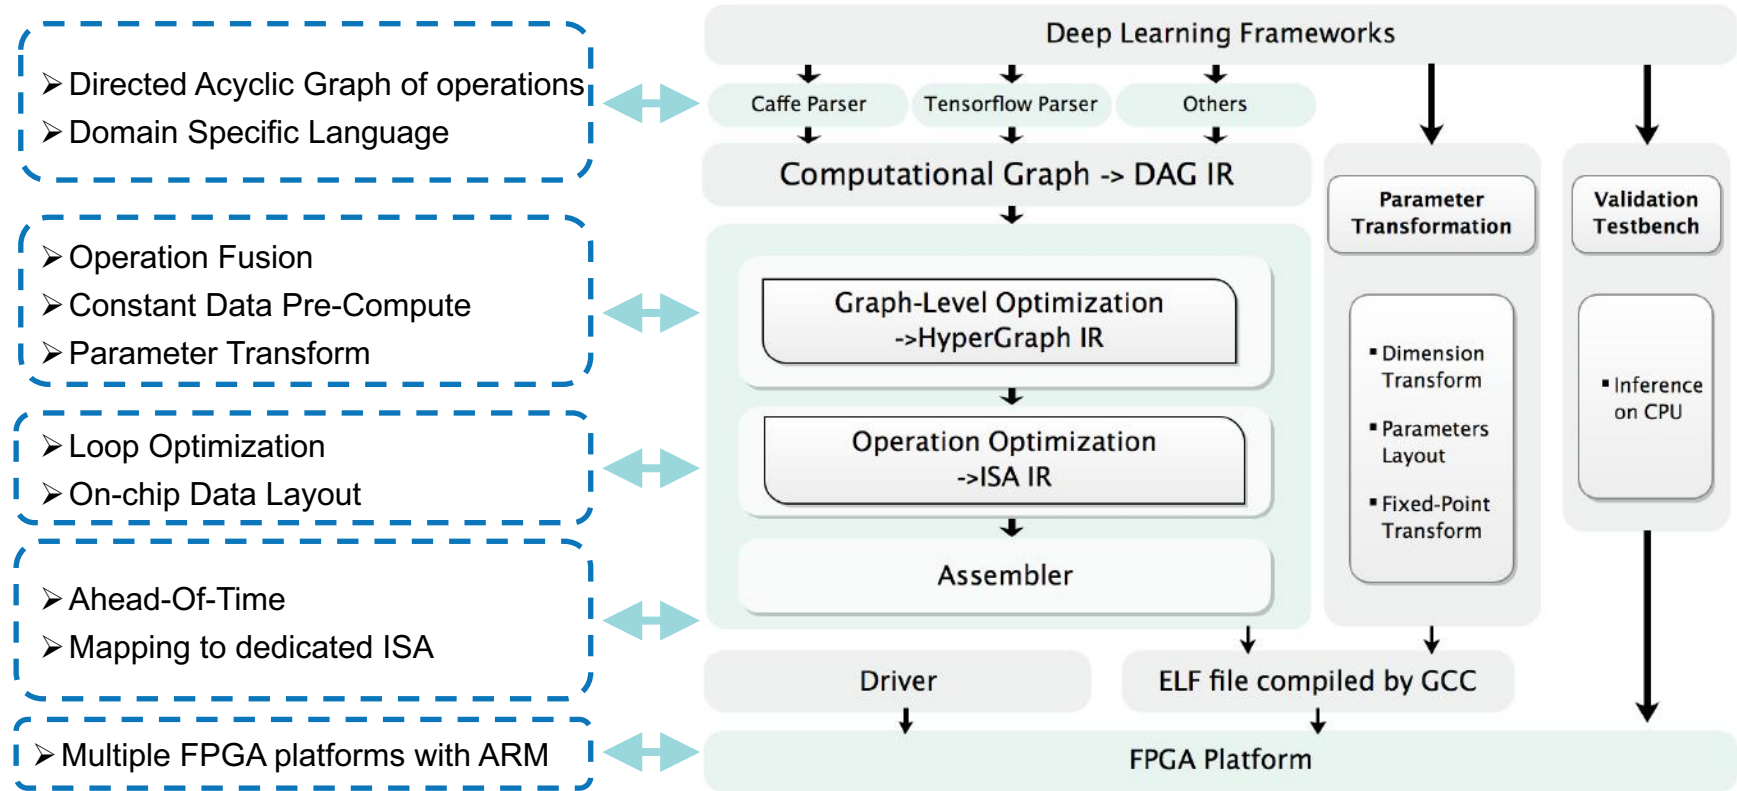 ➢ Directed Acyclic Graph of operations
➢ Domain Specific Language
➢ Operation Fusion
➢ Constant Data Pre-Compute
➢ Parameter Transform
➢ Loop Optimization
➢ On-chip Data Layout
➢ Ahead-Of-Time
➢ Mapping to dedicated ISA
➢ Multiple FPGA platforms with ARM
Deep Learning Frameworks
Caffe Parser
Tensorflow Parser
Others
Computational Graph -> DAG IR
Graph-Level Optimization
->HyperGraph IR
Operation Optimization
->ISA IR
Assembler
Parameter
Transformation
▪ Dimension
Transform
▪ Parameters
Layout
▪ Fixed-Point
Transform
Validation
Testbench
▪ Inference
on CPU
Driver
ELF file compiled by GCC
FPGA Platform